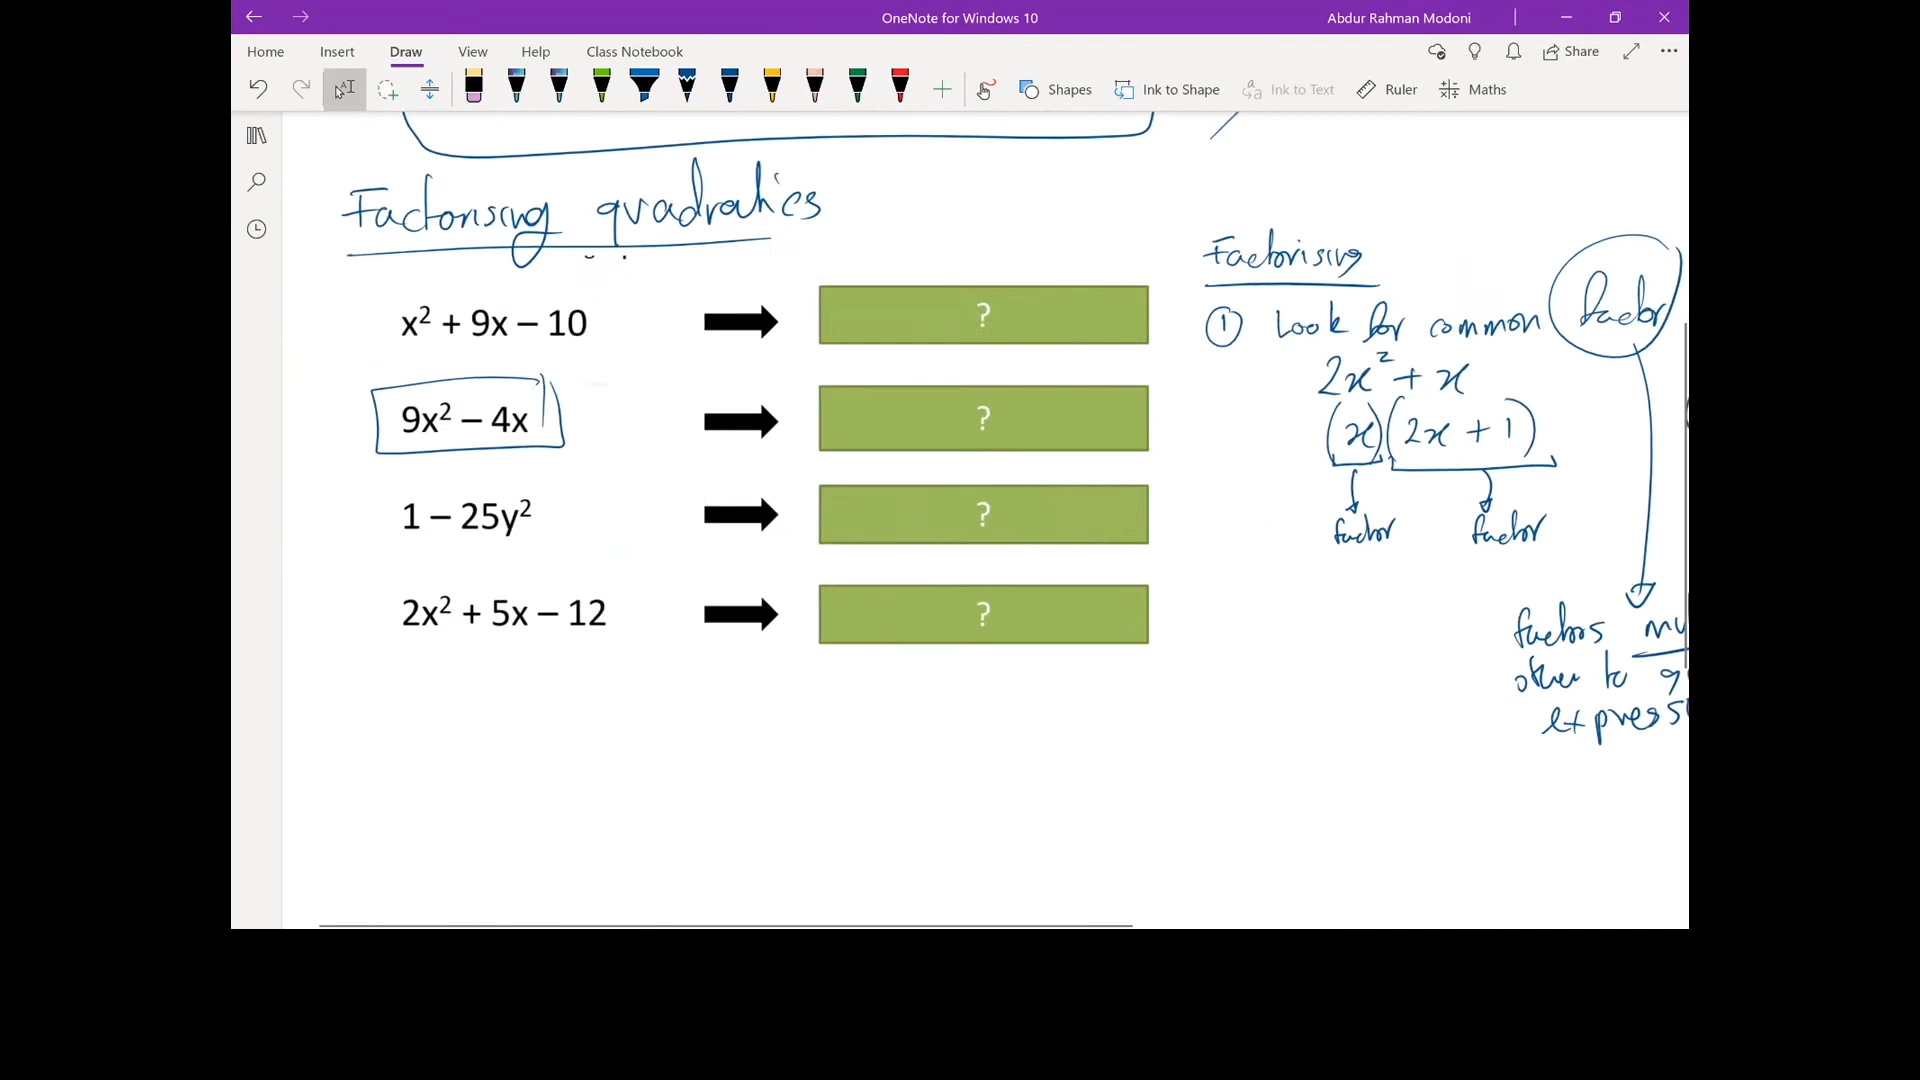 OneNote for Windows 10
Abdur Rahman Modoni
Home Insert Draw View Help Class Notebook
Share
Shapes Ink to Shape Ink to Text Ruler Maths
Factorising quadratics
x² + 9x – 10 ?
9x² – 4x ?
1 – 25y² ?
2x² + 5x – 12 ?
Factorising
① Look for common factor
2x² + x
(x)(2x + 1)
factor factor
factors
other to